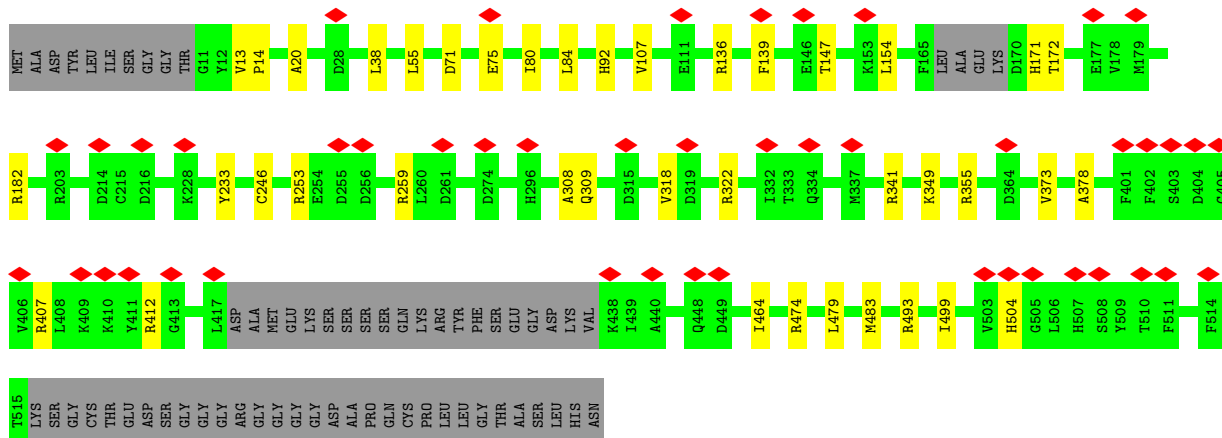 MET ALA ASP TYR LEU ILE SER GLY GLY THR G11 Y12 V13 P14 A20 D28 L38 L55 D71 E75 I80 L84 H92 V107 E111 R136 F139 E146 T147 K153 L154 F165 LEU ALA GLU LYS D170 H171 T172 E177 V178 M179
R182 R203 D214 C215 D216 K228 Y233 C246 R253 E254 D255 D256 R259 L260 D261 D274 H296 A308 Q309 D315 V318 D319 R322 I332 T333 Q334 M337 R341 K349 R355 D364 V373 A378 F401 F402 S403 D404 G405
V406 R407 L408 K409 K410 Y411 R412 G413 L417 ASP ALA MET GLU LYS SER SER SER SER GLN LYS ARG TYR PHE SER GLU GLY ASP LYS VAL K438 I439 A440 Q448 D449 I464 R474 L479 M483 R493 I499 V503 H504 G505 L506 H507 S508 Y509 T510 F511 F514
T515 LYS SER GLY CYS THR GLU ASP SER GLY GLY GLY ARG GLY GLY GLY GLY ASP ALA PRO GLN CYS PRO LEU LEU GLY THR ALA SER LEU HIS ASN